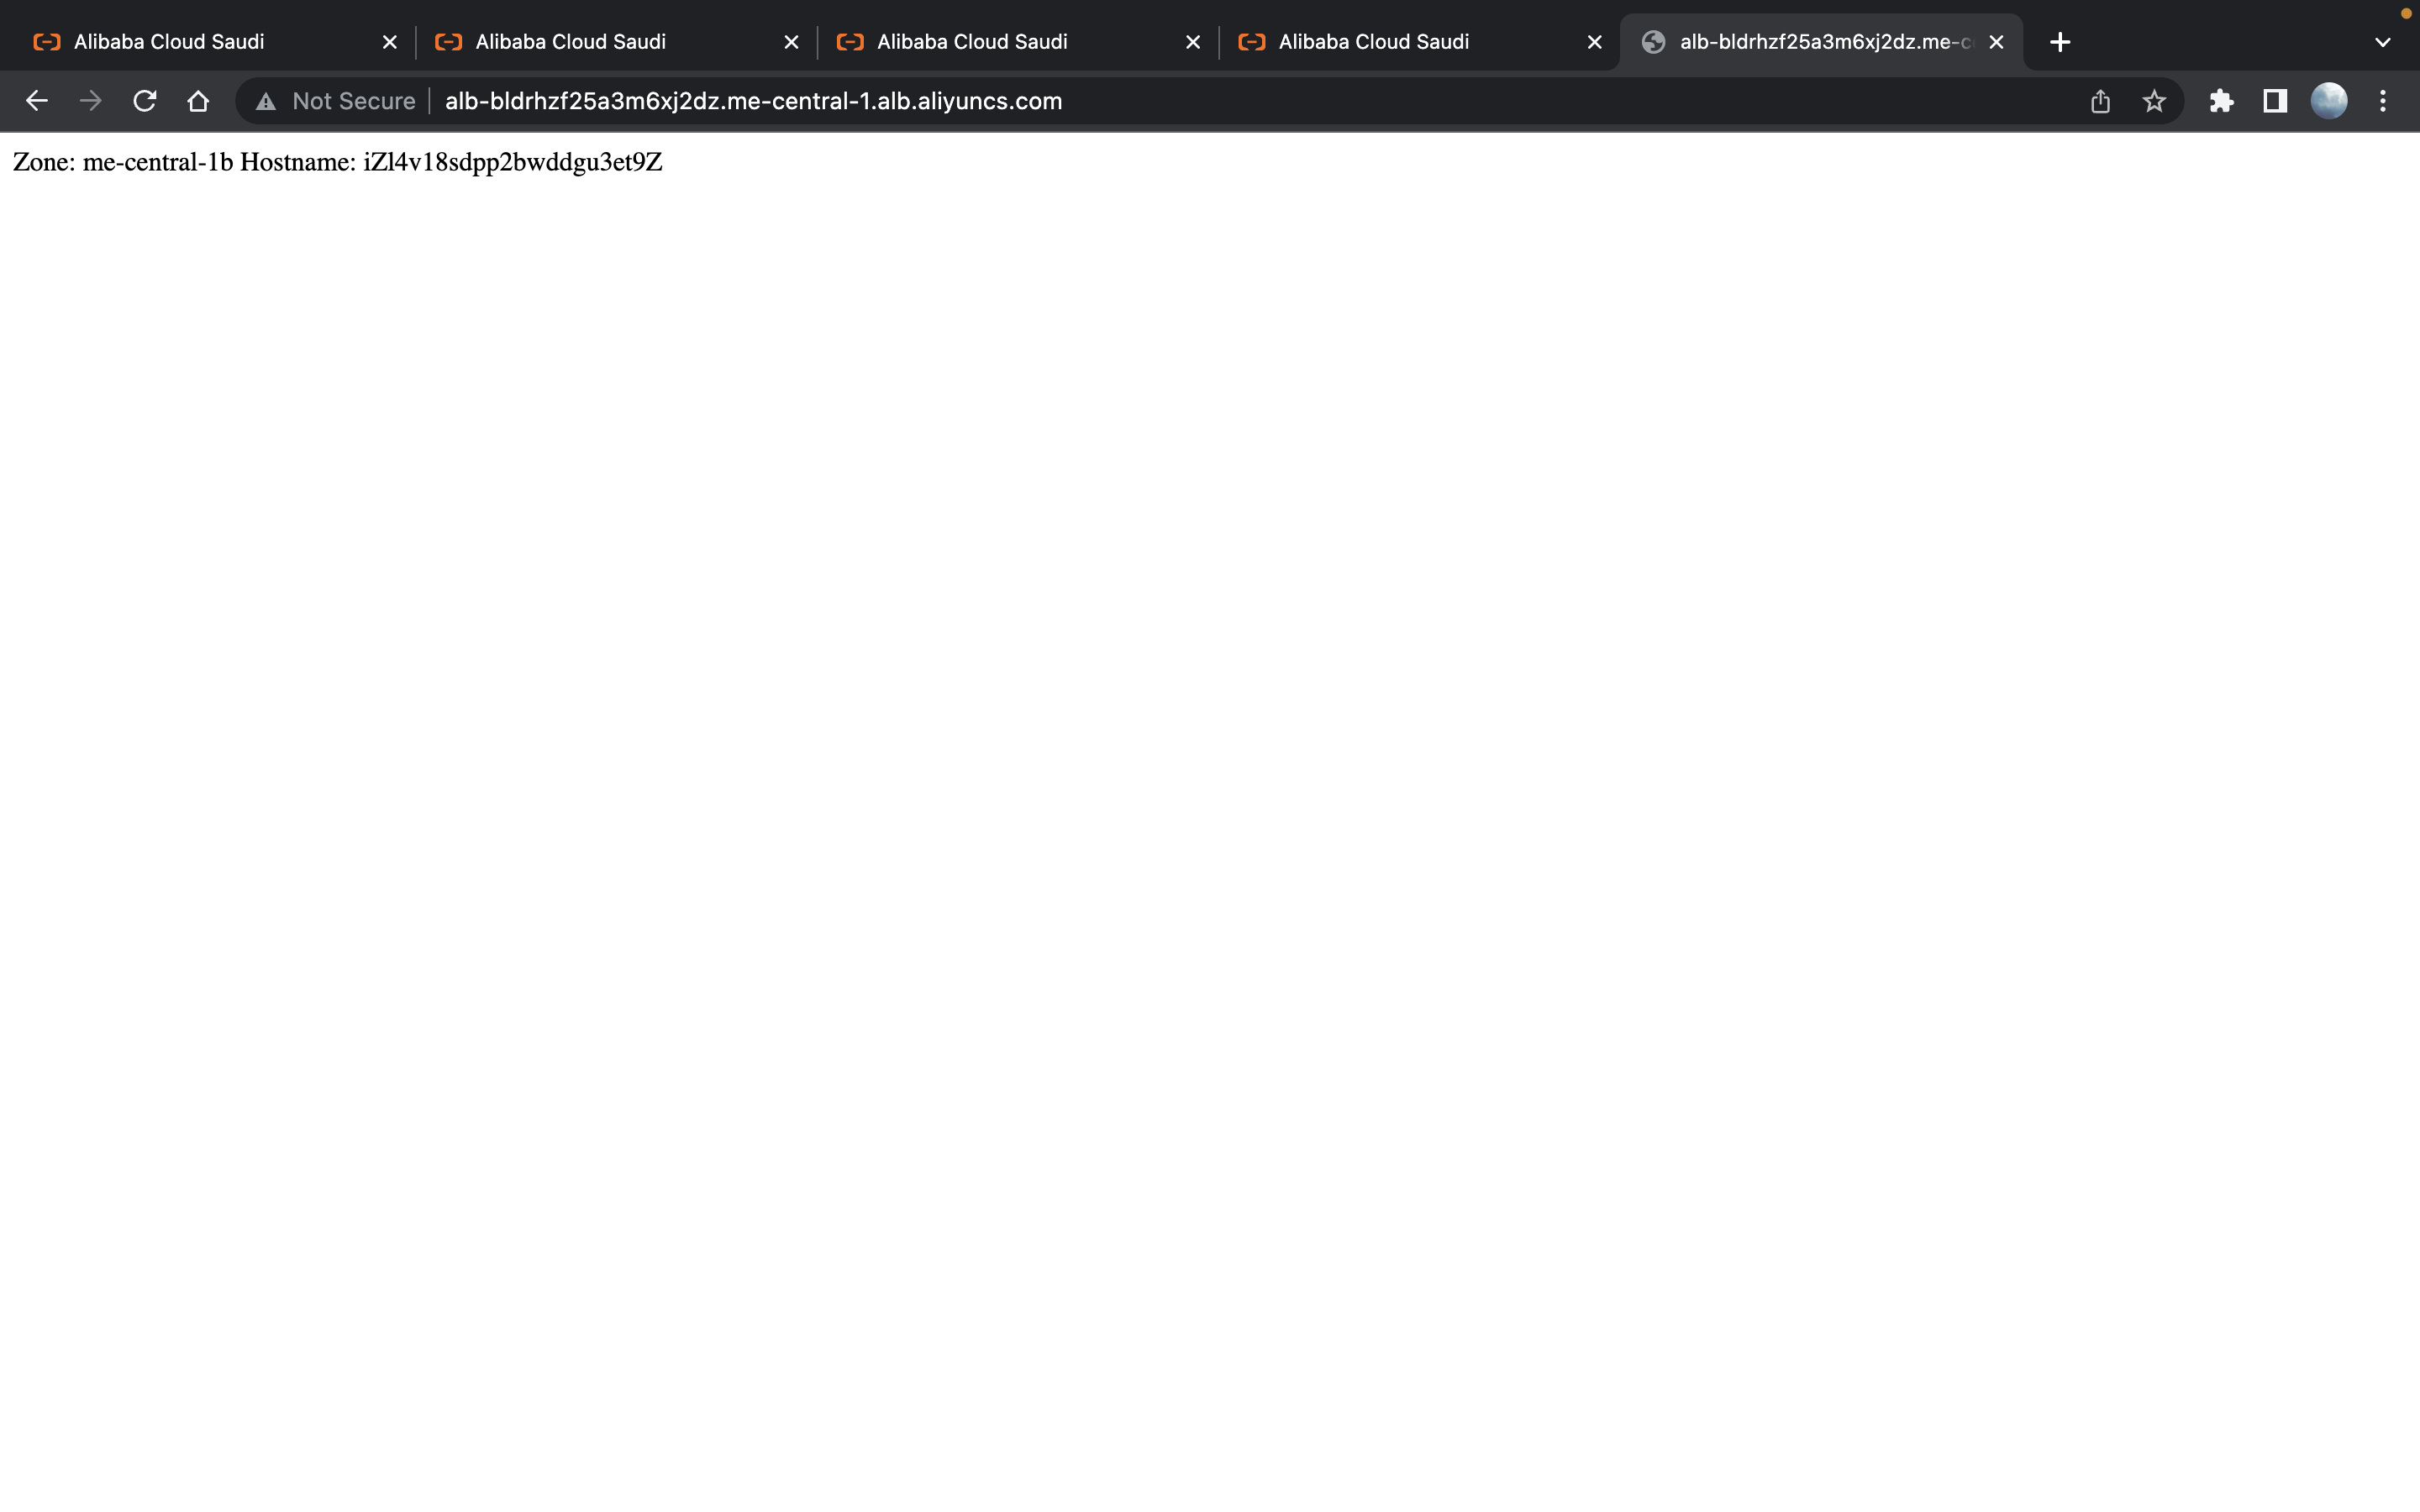 Alibaba Cloud Saudi
Alibaba Cloud Saudi
Alibaba Cloud Saudi
Alibaba Cloud Saudi
alb-bldrhzf25a3m6xj2dz.me-c
Not Secure
alb-bldrhzf25a3m6xj2dz.me-central-1.alb.aliyuncs.com
Zone: me-central-1b Hostname: iZl4v18sdpp2bwddgu3et9Z